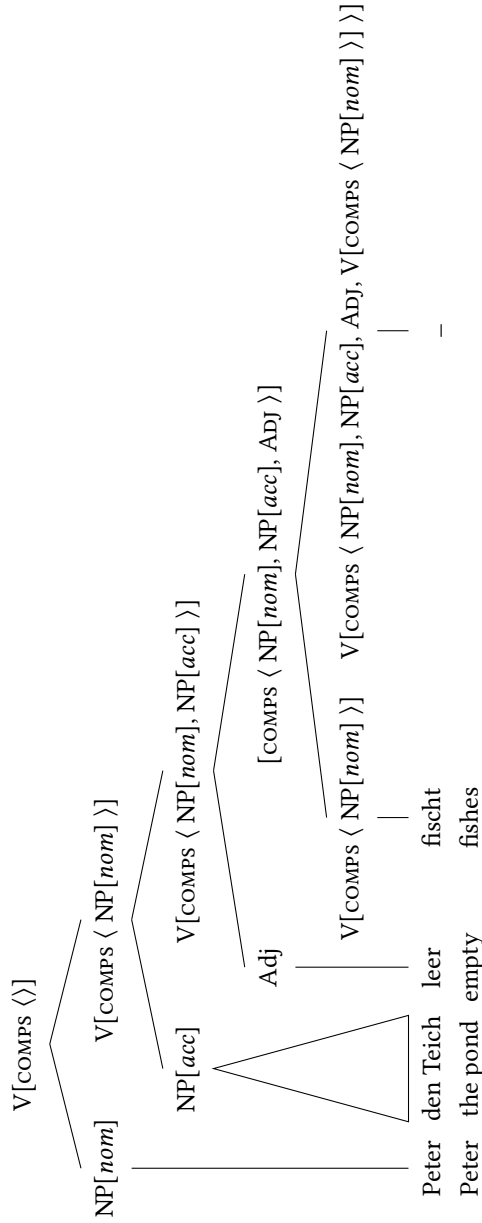 V[COMPS ⟨⟩]
NP[nom] V[COMPS ⟨ NP[nom] ⟩]
NP[acc] V[COMPS ⟨ NP[nom], NP[acc] ⟩]
Adj [COMPS ⟨ NP[nom], NP[acc], ADJ ⟩]
V[COMPS ⟨ NP[nom] ⟩] V[COMPS ⟨ NP[nom], NP[acc], ADJ, V[COMPS ⟨ NP[nom] ⟩] ⟩]
Peter den Teich leer fischt –
Peter the pond empty fishes